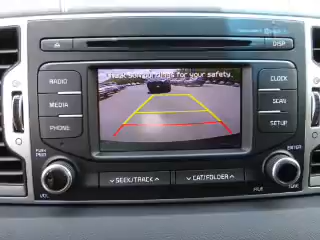 DISP
Check surroundings for your safety.
RADIO
CLOCK
MEDIA
SCAN
PHONE
SETUP
PUSH
PWR
ENTER
∨SEEK/TRACK∧
∨CAT/FOLDER∧
VOL
FILE
TUNE